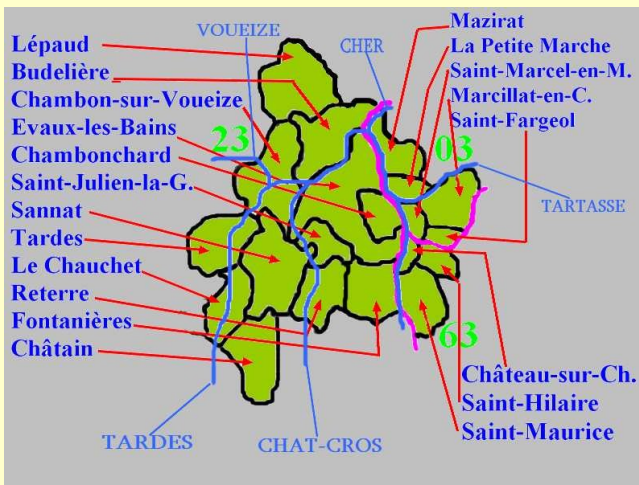 VOUEIZE
Lépaud
Budelière
Chambon-sur-Voueize
Evaux-les-Bains
Chambonchard
Saint-Julien-la-G.
Sannat
Tardes
Le Chauchet
Reterre
Fontanières
Châtain
23
CHER
Mazirat
La Petite Marche
Saint-Marcel-en-M.
Marcillat-en-C.
Saint-Fargeol
03
TARTASSE
63
Château-sur-Ch.
Saint-Hilaire
Saint-Maurice
TARDES
CHAT-CROS